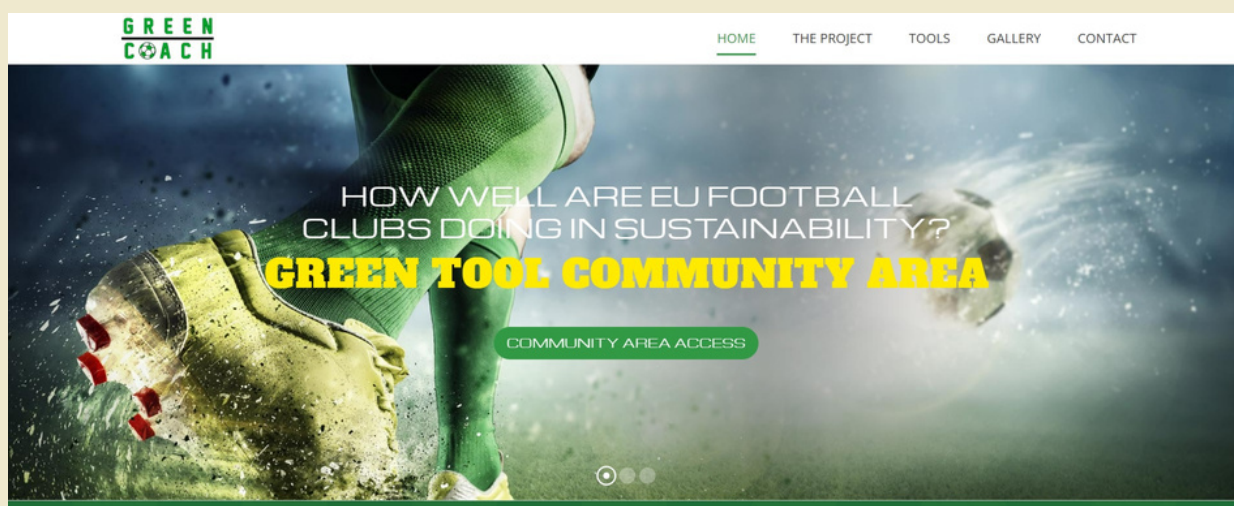 GREEN
COACH
HOME THE PROJECT TOOLS GALLERY CONTACT
HOW WELL ARE EU FOOTBALL
CLUBS DOING IN SUSTAINABILITY?
GREEN TOOL COMMUNITY AREA
COMMUNITY AREA ACCESS